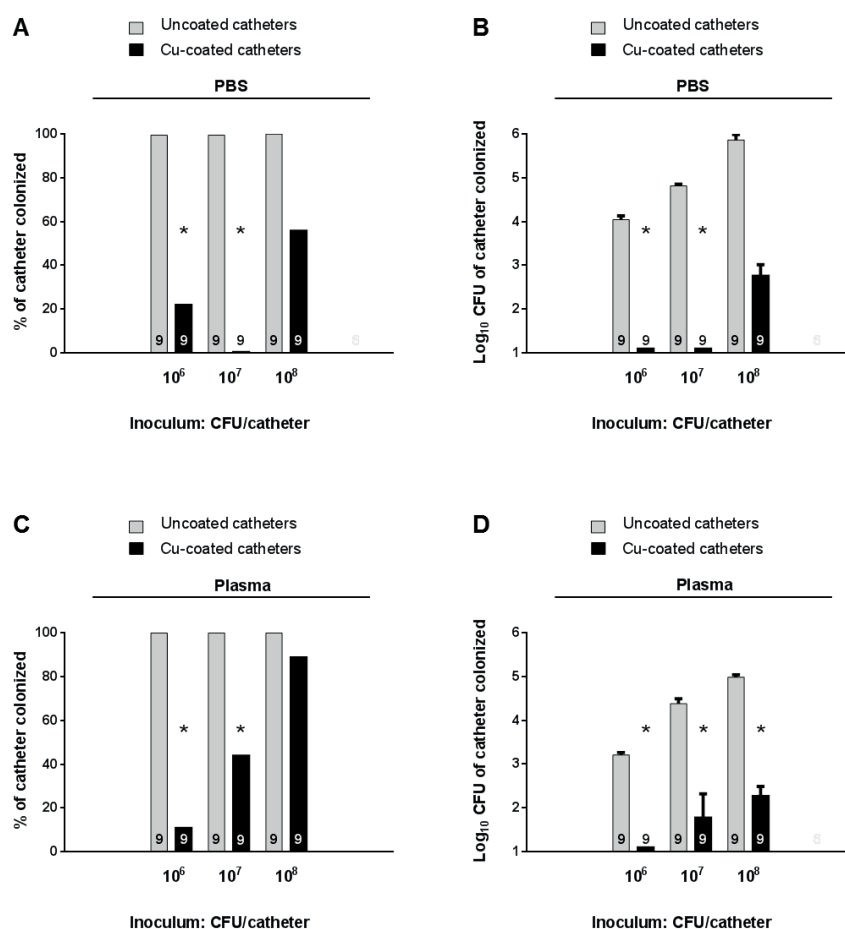 A
Uncoated catheters
Cu-coated catheters
PBS
% of catheter colonized
100
80
60
40
20
0
* *
9 9 9 9 9 9
10⁶ 10⁷ 10⁸
Inoculum: CFU/catheter
B
Uncoated catheters
Cu-coated catheters
PBS
Log₁₀ CFU of catheter colonized
6
5
4
3
2
1
* *
9 9 9 9 9 9
10⁶ 10⁷ 10⁸
Inoculum: CFU/catheter
C
Uncoated catheters
Cu-coated catheters
Plasma
% of catheter colonized
100
80
60
40
20
0
* *
9 9 9 9 9 9
10⁶ 10⁷ 10⁸
Inoculum: CFU/catheter
D
Uncoated catheters
Cu-coated catheters
Plasma
Log₁₀ CFU of catheter colonized
6
5
4
3
2
1
* * *
9 9 9 9 9 9
10⁶ 10⁷ 10⁸
Inoculum: CFU/catheter